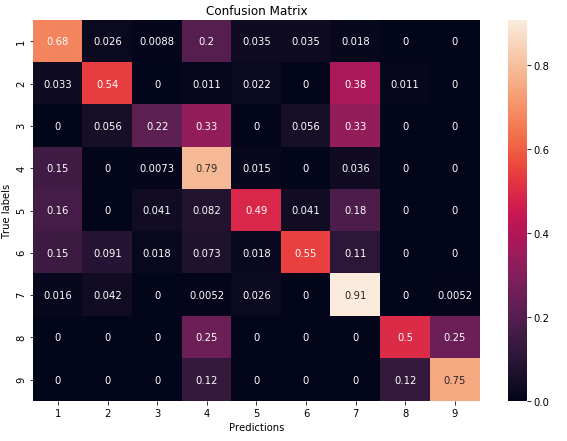 Confusion Matrix
1 0.68 0.026 0.0088 0.2 0.035 0.035 0.018 0 0
2 0.033 0.54 0 0.011 0.022 0 0.38 0.011 0
3 0 0.056 0.22 0.33 0 0.056 0.33 0 0
4 0.15 0 0.0073 0.79 0.015 0 0.036 0 0
5 0.16 0 0.041 0.082 0.49 0.041 0.18 0 0
6 0.15 0.091 0.018 0.073 0.018 0.55 0.11 0 0
7 0.016 0.042 0 0.0052 0.026 0 0.91 0 0.0052
8 0 0 0 0.25 0 0 0 0.5 0.25
9 0 0 0 0.12 0 0 0 0.12 0.75
1 2 3 4 5 6 7 8 9
Predictions
True labels
0.8
0.6
0.4
0.2
0.0